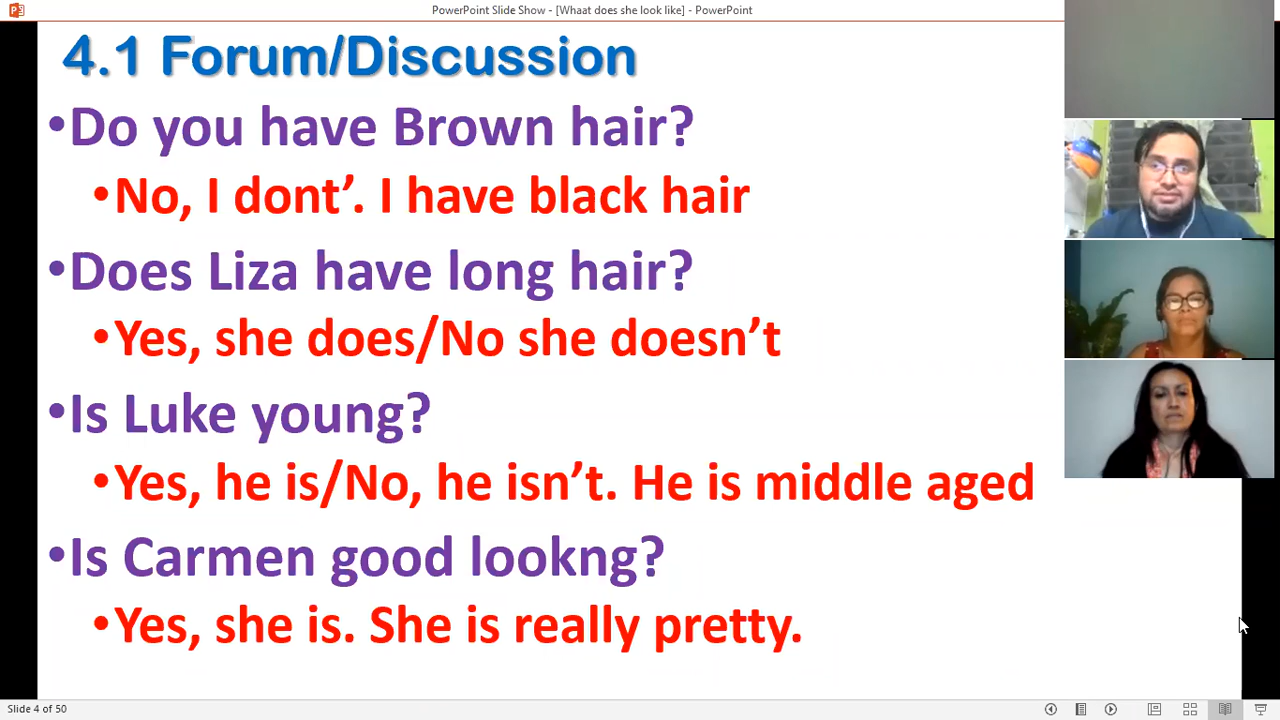 PowerPoint Slide Show - [Whaat does she look like] - PowerPoint
4.1 Forum/Discussion
•Do you have Brown hair?
•No, I dont’. I have black hair
•Does Liza have long hair?
•Yes, she does/No she doesn’t
•Is Luke young?
•Yes, he is/No, he isn’t. He is middle aged
•Is Carmen good lookng?
•Yes, she is. She is really pretty.
Slide 4 of 50